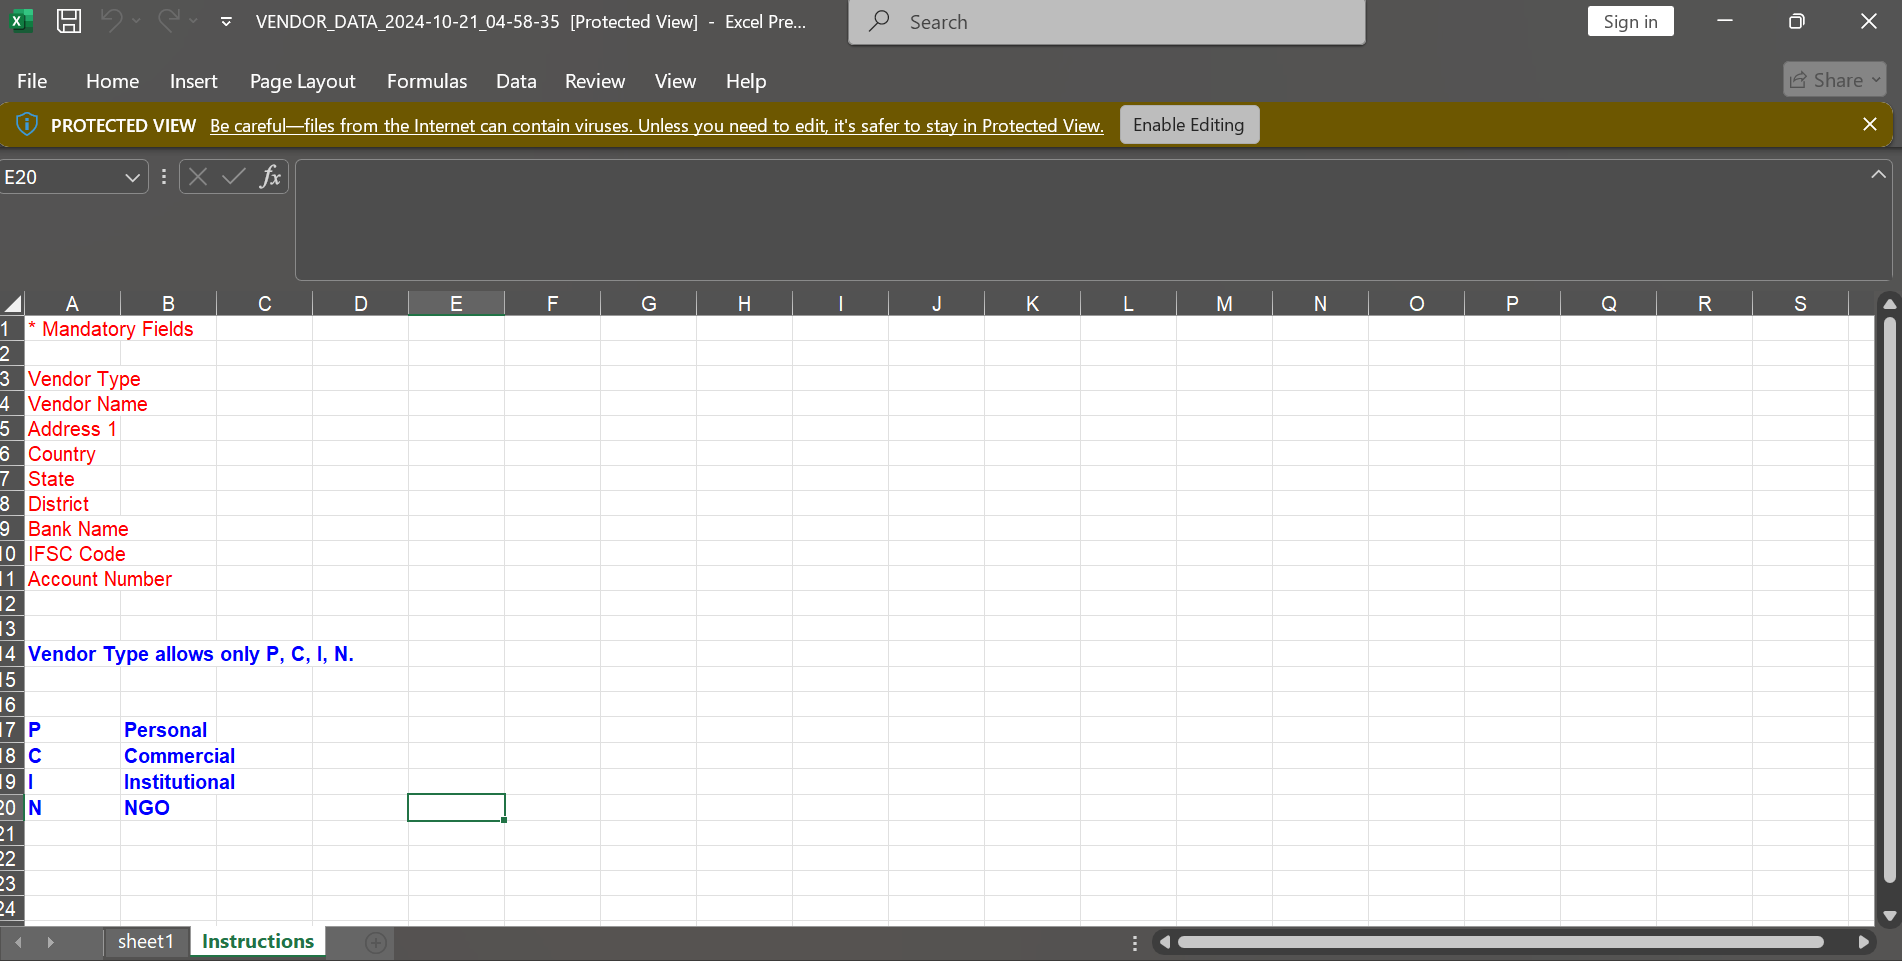 VENDOR_DATA_2024-10-21_04-58-35 [Protected View] - Excel Pre...
Search
Sign in
File Home Insert Page Layout Formulas Data Review View Help
Share
PROTECTED VIEW Be careful—files from the Internet can contain viruses. Unless you need to edit, it's safer to stay in Protected View. Enable Editing
E20
fx
A B C D E F G H I J K L M N O P Q R S
1 * Mandatory Fields
2
3 Vendor Type
4 Vendor Name
5 Address 1
6 Country
7 State
8 District
9 Bank Name
10 IFSC Code
11 Account Number
12
13
14 Vendor Type allows only P, C, I, N.
15
16
17 P Personal
18 C Commercial
19 I Institutional
20 N NGO
21
22
23
24
sheet1 Instructions